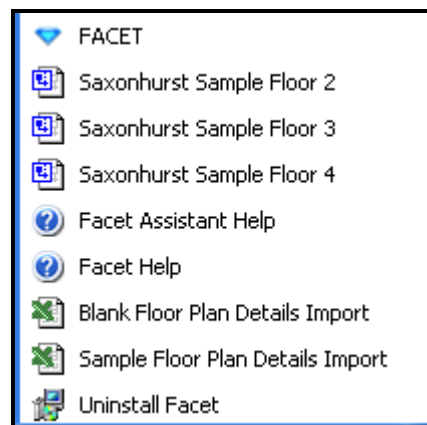 FACET
Saxonhurst Sample Floor 2
Saxonhurst Sample Floor 3
Saxonhurst Sample Floor 4
Facet Assistant Help
Facet Help
Blank Floor Plan Details Import
Sample Floor Plan Details Import
Uninstall Facet